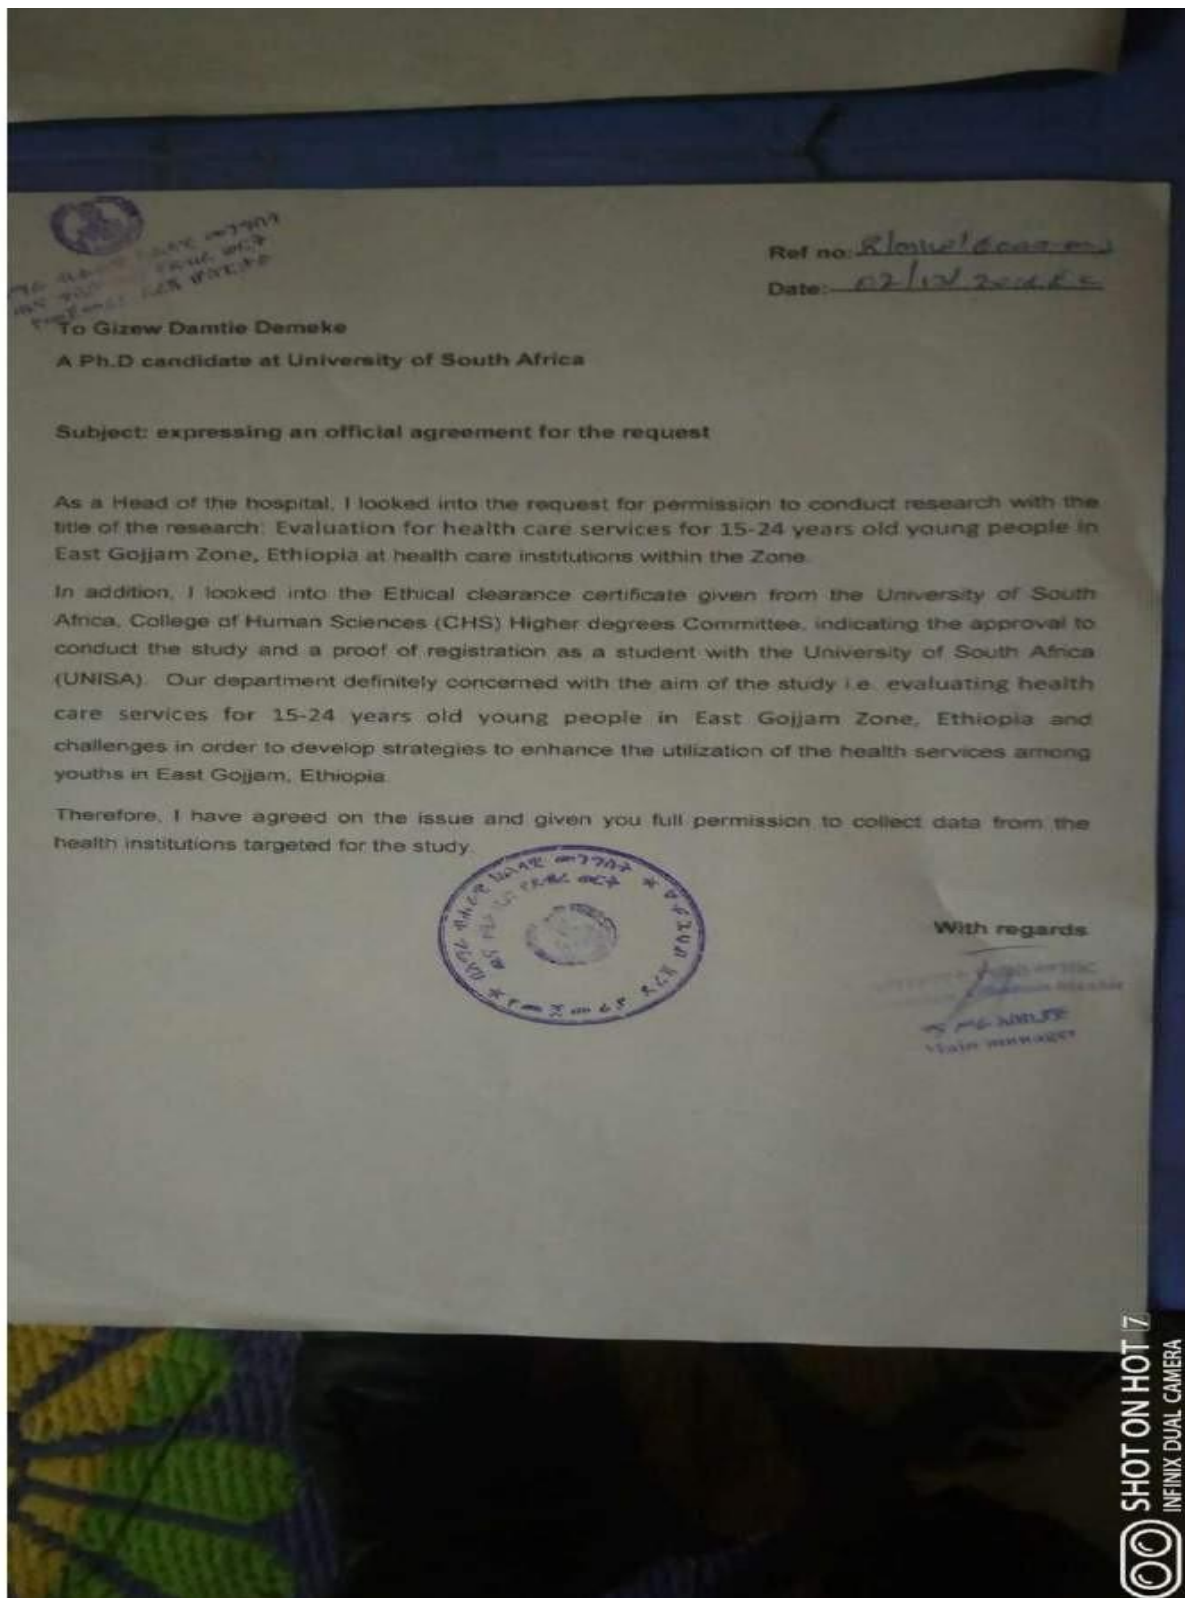 Ref no:
Date: 02/12/
To Gizew Damtie Demeke
A Ph.D candidate at University of South Africa
Subject: expressing an official agreement for the request
As a Head of the hospital, I looked into the request for permission to conduct research with the
title of the research: Evaluation for health care services for 15-24 years old young people in
East Gojjam Zone, Ethiopia at health care institutions within the Zone.
In addition, I looked into the Ethical clearance certificate given from the University of South
Africa, College of Human Sciences (CHS) Higher degrees Committee, indicating the approval to
conduct the study and a proof of registration as a student with the University of South Africa
(UNISA). Our department definitely concerned with the aim of the study i.e. evaluating health
care services for 15-24 years old young people in East Gojjam Zone, Ethiopia and
challenges in order to develop strategies to enhance the utilization of the health services among
youths in East Gojjam, Ethiopia.
Therefore, I have agreed on the issue and given you full permission to collect data from the
health institutions targeted for the study.
With regards
መንግስት
ሥራ አስኪያጅ
Main manager
SHOT ON HOT 7
INFINIX DUAL CAMERA